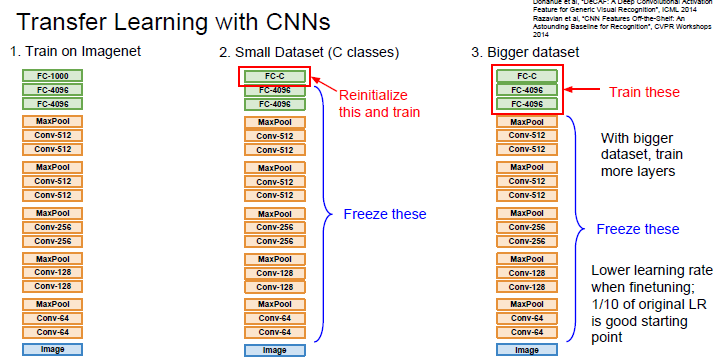 Donahue et al, "DeCAF: A Deep Convolutional Activation
Feature for Generic Visual Recognition", ICML 2014
Razavian et al, "CNN Features Off-the-Shelf: An
Astounding Baseline for Recognition", CVPR Workshops
2014
Transfer Learning with CNNs
1. Train on Imagenet
FC-1000
FC-4096
FC-4096
MaxPool
Conv-512
Conv-512
MaxPool
Conv-512
Conv-512
MaxPool
Conv-256
Conv-256
MaxPool
Conv-128
Conv-128
MaxPool
Conv-64
Conv-64
Image
2. Small Dataset (C classes)
FC-C
FC-4096
FC-4096
MaxPool
Conv-512
Conv-512
MaxPool
Conv-512
Conv-512
MaxPool
Conv-256
Conv-256
MaxPool
Conv-128
Conv-128
MaxPool
Conv-64
Conv-64
Image
Reinitialize
this and train
Freeze these
3. Bigger dataset
FC-C
FC-4096
FC-4096
MaxPool
Conv-512
Conv-512
MaxPool
Conv-512
Conv-512
MaxPool
Conv-256
Conv-256
MaxPool
Conv-128
Conv-128
MaxPool
Conv-64
Conv-64
Image
Train these
With bigger
dataset, train
more layers
Freeze these
Lower learning rate
when finetuning;
1/10 of original LR
is good starting
point